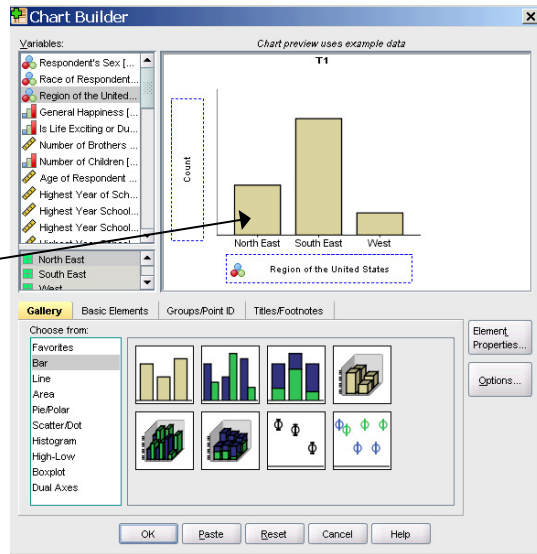 Chart Builder
Variables:
Chart preview uses example data
Respondent's Sex [...
Race of Respondent...
Region of the United...
General Happiness [...
Is Life Exciting or Du...
Number of Brothers ...
Number of Children [...
Age of Respondent ...
Highest Year of Sch...
Highest Year School...
Highest Year School...
Highest Year School...
North East
South East
West
T1
Count
North East South East West
Region of the United States
Gallery Basic Elements Groups/Point ID Titles/Footnotes
Choose from:
Favorites
Bar
Line
Area
Pie/Polar
Scatter/Dot
Histogram
High-Low
Boxplot
Dual Axes
Element
Properties...
Options...
OK Paste Reset Cancel Help